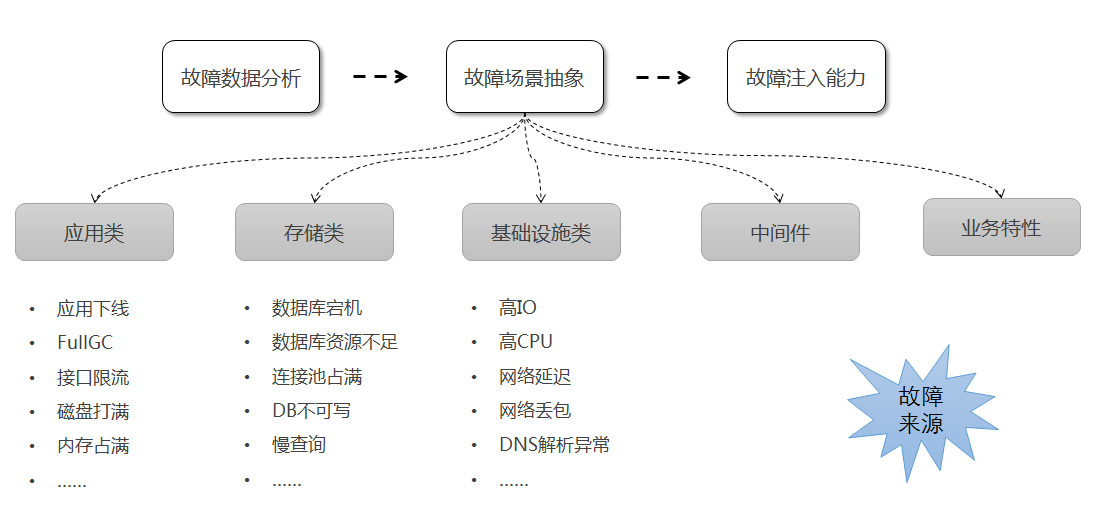 故障数据分析
故障场景抽象
故障注入能力
应用类
存储类
基础设施类
中间件
业务特性
• 应用下线
• FullGC
• 接口限流
• 磁盘打满
• 内存占满
• ......
• 数据库宕机
• 数据库资源不足
• 连接池占满
• DB不可写
• 慢查询
• ......
• 高IO
• 高CPU
• 网络延迟
• 网络丢包
• DNS解析异常
• ......
故障
来源